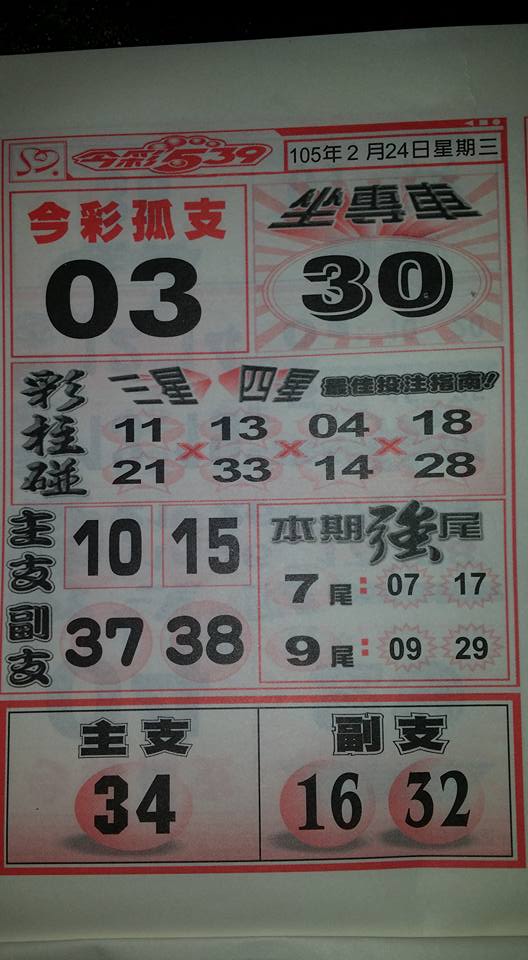 今彩539
105年2月24日星期三
今彩孤支
03
30
彩柱碰
三星 四星 最佳投注指南!!
11 × 13 × 04 × 18
21 33 14 28
主支
10 15
副支
37 38
本期強尾
7尾: 07 17
9尾: 09 29
主支
34
副支
16 32